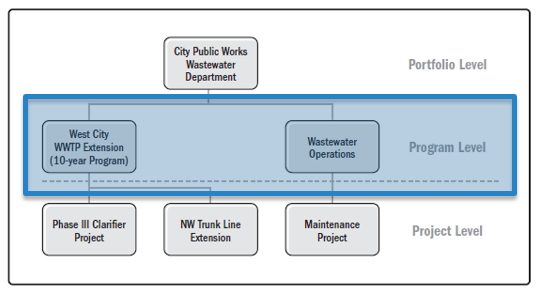 City Public Works
Wastewater
Department
Portfolio Level
West City
WWTP Extension
(10-year Program)
Wastewater
Operations
Program Level
Phase III Clarifier
Project
NW Trunk Line
Extension
Maintenance
Project
Project Level